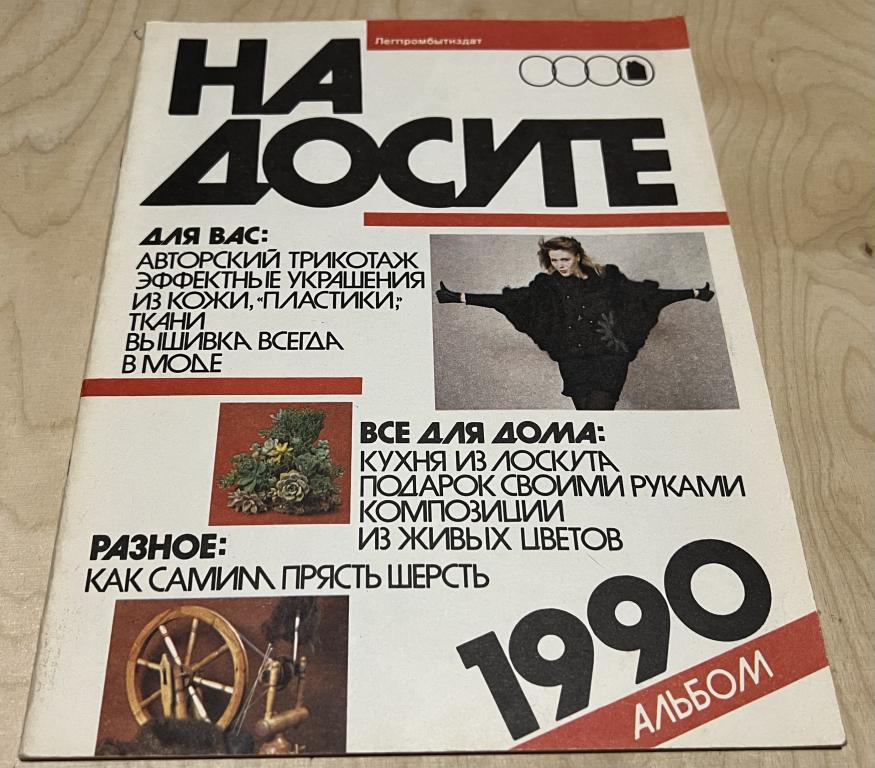 Легпромбытиздат
НА
ДОСУГЕ
ДЛЯ ВАС:
АВТОРСКИЙ ТРИКОТАЖ
ЭФФЕКТНЫЕ УКРАШЕНИЯ
ИЗ КОЖИ, «ПЛАСТИКИ»,
ТКАНИ
ВЫШИВКА ВСЕГДА
В МОДЕ
ВСЕ ДЛЯ ДОМА:
КУХНЯ ИЗ ЛОСКУТА
ПОДАРОК СВОИМИ РУКАМИ
КОМПОЗИЦИИ
ИЗ ЖИВЫХ ЦВЕТОВ
РАЗНОЕ:
КАК САМИМ ПРЯСТЬ ШЕРСТЬ
1990
АЛЬБОМ